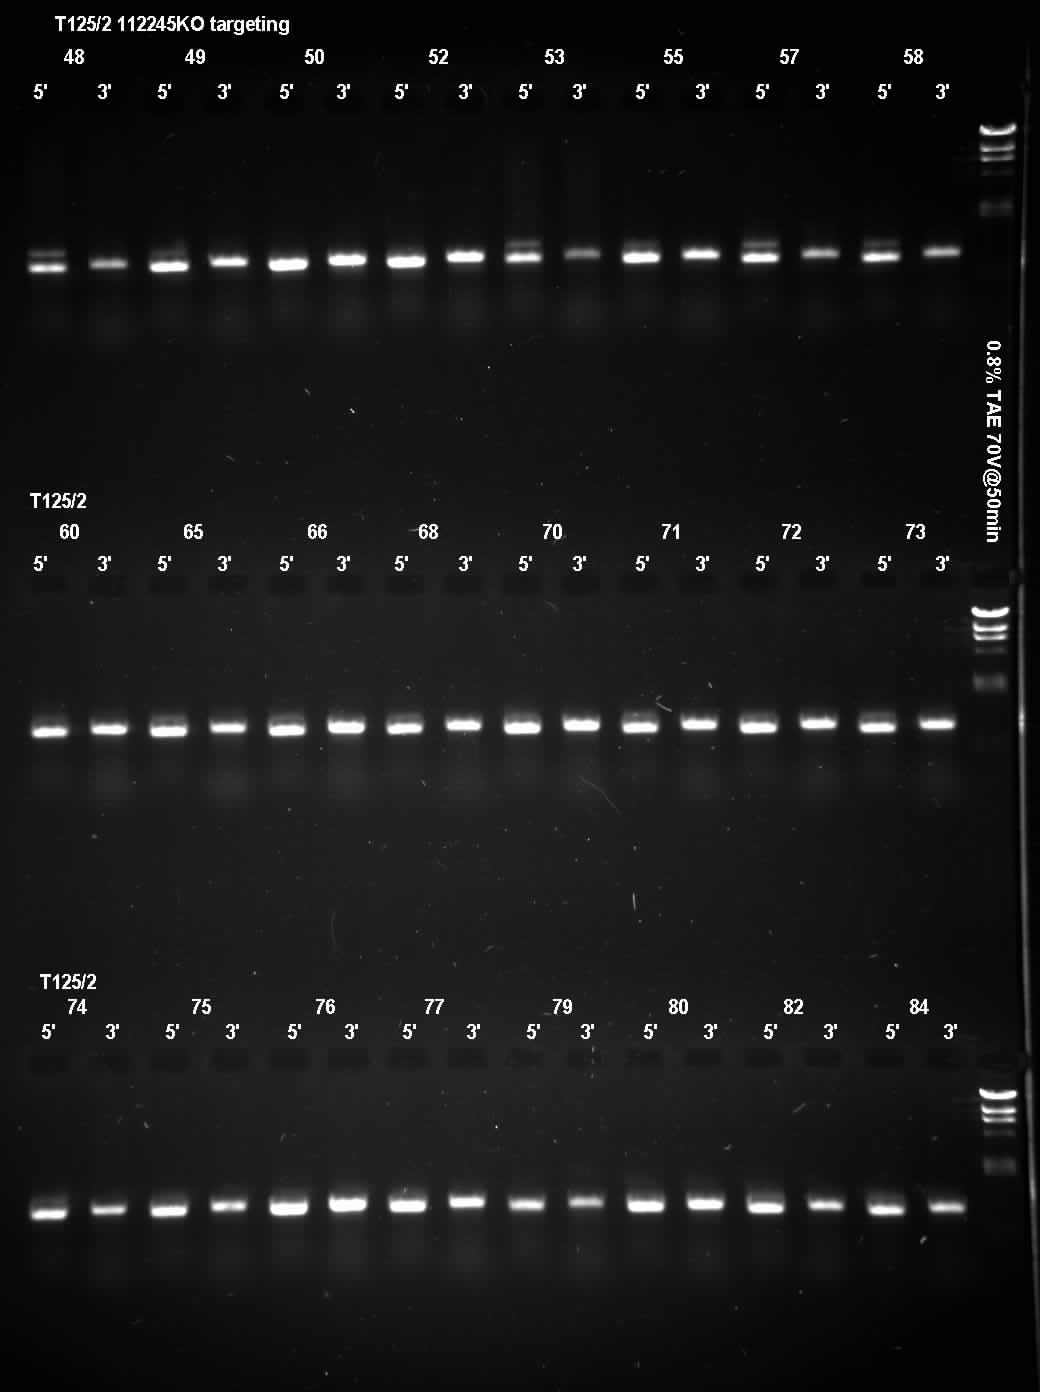 T125/2 112245KO targeting
48 49 50 52 53 55 57 58
5' 3' 5' 3' 5' 3' 5' 3' 5' 3' 5' 3' 5' 3' 5' 3'
0.8% TAE 70V@50min
T125/2
60 65 66 68 70 71 72 73
5' 3' 5' 3' 5' 3' 5' 3' 5' 3' 5' 3' 5' 3' 5' 3'
T125/2
74 75 76 77 79 80 82 84
5' 3' 5' 3' 5' 3' 5' 3' 5' 3' 5' 3' 5' 3' 5' 3'